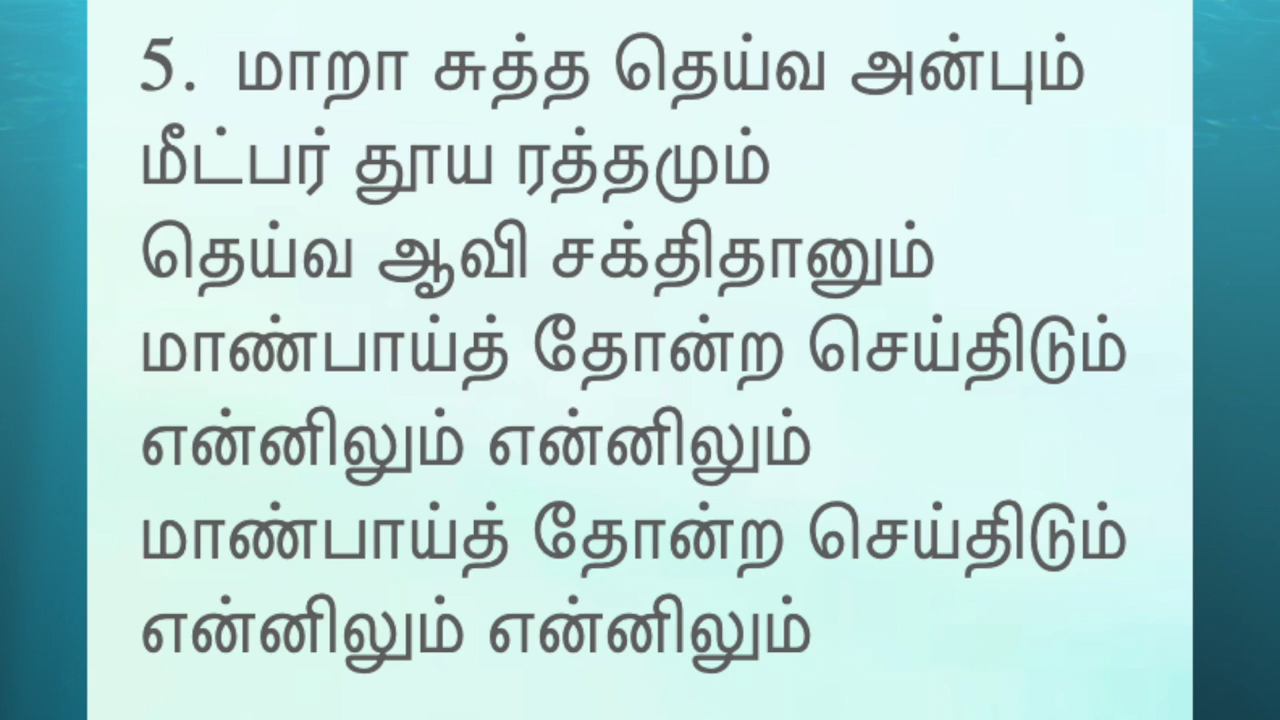 5. மாறா சுத்த தெய்வ அன்பும்
மீட்பர் தூய ரத்தமும்
தெய்வ ஆவி சக்திதானும்
மாண்பாய்த் தோன்ற செய்திடும்
என்னிலும் என்னிலும்
மாண்பாய்த் தோன்ற செய்திடும்
என்னிலும் என்னிலும்